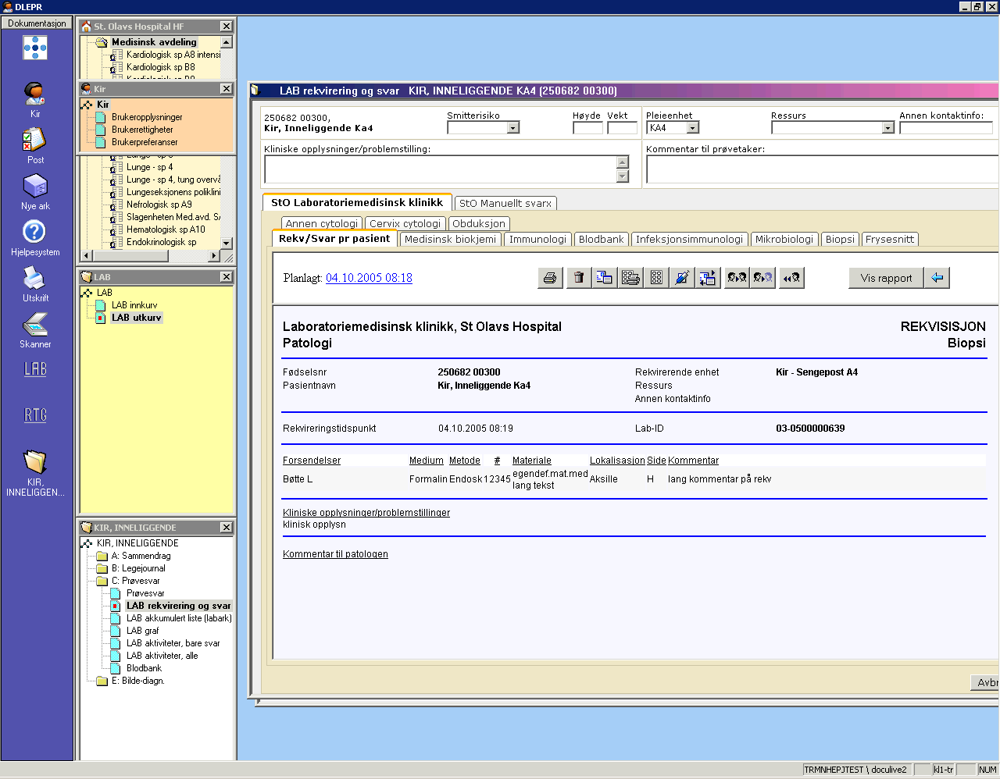 DLEPR
Dokumentasjon
Kir
Post
Nye ark
Hjelpesystem
Utskrift
Skanner
LAB
RTG
KIR,
INNELIGGEN...
St. Olavs Hospital HF
Medisinsk avdeling
Kardiologisk sp A8 intensi
Kardiologisk sp B8
Kir
Kir
Brukeropplysninger
Brukerrettigheter
Brukerpreferanser
Lunge - sp 4
Lunge - sp 4, tung overvå
Lungeseksjonens poliklini
Nefrologisk sp A9
Slagenheten Med.avd. S
Hematologisk sp A10
Endokrinologisk sp
LAB
LAB
LAB innkurv
LAB utkurv
KIR, INNELIGGENDE
KIR, INNELIGGENDE
A: Sammendrag
B: Legejournal
C: Prøvesvar
Prøvesvar
LAB rekvirering og svar
LAB akkumulert liste (labark)
LAB graf
LAB aktiviteter, bare svar
LAB aktiviteter, alle
Blodbank
E: Bilde-diagn.
LAB rekvirering og svar KIR, INNELIGGENDE KA4 (250682 00300)
250682 00300,
Kir, Inneliggende Ka4
Smitterisiko Høyde Vekt Pleieenhet Ressurs Annen kontaktinfo:
KA4
Kliniske opplysninger/problemstilling: Kommentar til prøvetaker:
StO Laboratoriemedisinsk klinikk StO Manuellt svarx
Annen cytologi Cervix cytologi Obduksjon
Rekv/Svar pr pasient Medisinsk biokjemi Immunologi Blodbank Infeksjonsimmunologi Mikrobiologi Biopsi Frysesnitt
Planlagt: 04.10.2005 08:18 Vis rapport
Laboratoriemedisinsk klinikk, St Olavs Hospital REKVISISJON
Patologi Biopsi
Fødselsnr 250682 00300 Rekvirerende enhet Kir - Sengepost A4
Pasientnavn Kir, Inneliggende Ka4 Ressurs
Annen kontaktinfo
Rekvireringstidspunkt 04.10.2005 08:19 Lab-ID 03-0500000639
Forsendelser Medium Metode # Materiale Lokalisasjon Side Kommentar
Bøtte L Formalin Endosk 12345 egendef.mat.med Aksille H lang kommentar på rekv
lang tekst
Kliniske opplysninger/problemstillinger
klinisk opplysn
Kommentar til patologen
Avbr
TRMNHEPJTEST \ doculive2 kl1-tr NUM